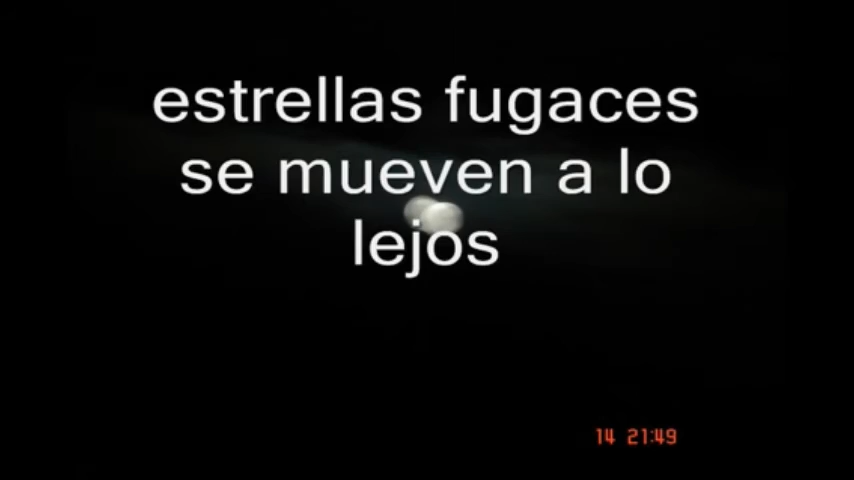 estrellas fugaces
se mueven a lo
lejos
14 21:49